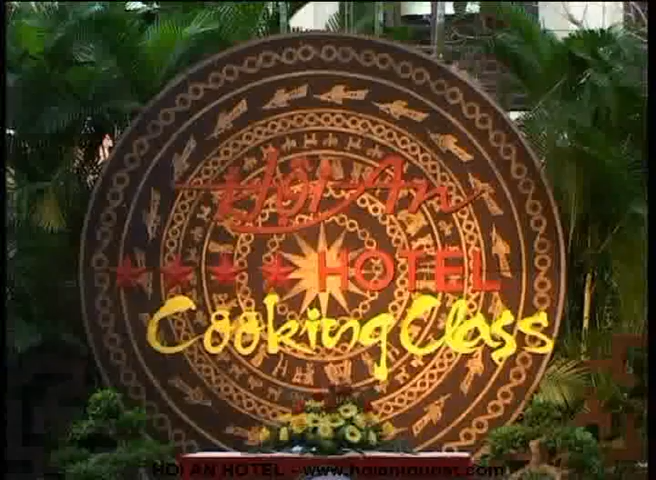 Hội An
★ ★ ★ ★ HOTEL
Cooking Class
HOI AN HOTEL - www.hoiantourist.com